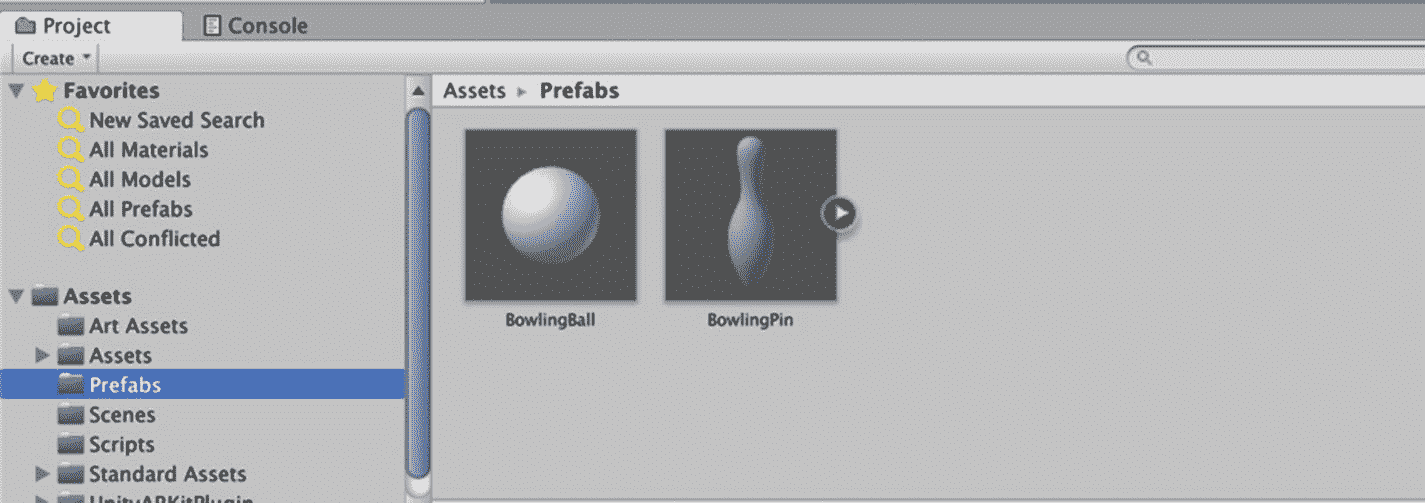 Project
Console
Create
Favorites
New Saved Search
All Materials
All Models
All Prefabs
All Conflicted
Assets
Art Assets
Assets
Prefabs
Scenes
Scripts
Standard Assets
UnityARKitPlugin
Assets Prefabs
BowlingBall
BowlingPin